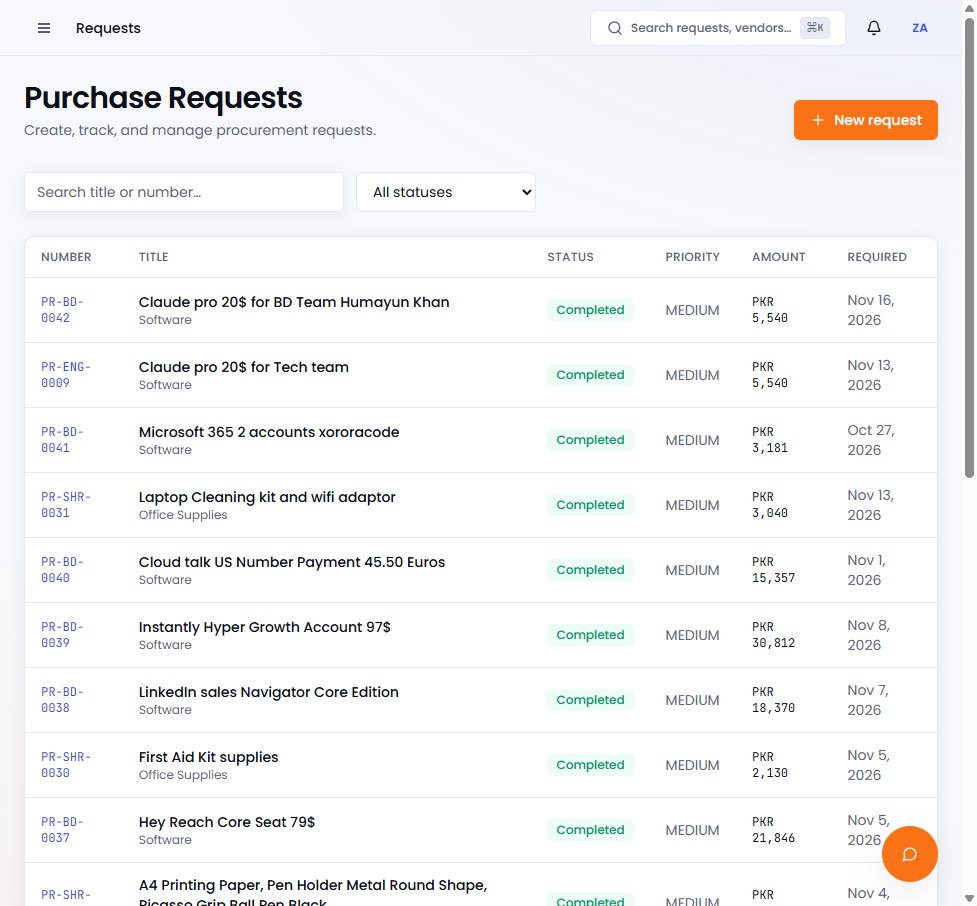 Requests
Search requests, vendors... ⌘K
ZA
Purchase Requests
Create, track, and manage procurement requests.
+ New request
Search title or number...
All statuses
NUMBER TITLE STATUS PRIORITY AMOUNT REQUIRED
PR-BD-0042 Claude pro 20$ for BD Team Humayun Khan Completed MEDIUM PKR 5,540 Nov 16, 2026
Software
PR-ENG-0009 Claude pro 20$ for Tech team Completed MEDIUM PKR 5,540 Nov 13, 2026
Software
PR-BD-0041 Microsoft 365 2 accounts xororacode Completed MEDIUM PKR 3,181 Oct 27, 2026
Software
PR-SHR-0031 Laptop Cleaning kit and wifi adaptor Completed MEDIUM PKR 3,040 Nov 13, 2026
Office Supplies
PR-BD-0040 Cloud talk US Number Payment 45.50 Euros Completed MEDIUM PKR 15,357 Nov 1, 2026
Software
PR-BD-0039 Instantly Hyper Growth Account 97$ Completed MEDIUM PKR 30,812 Nov 8, 2026
Software
PR-BD-0038 LinkedIn sales Navigator Core Edition Completed MEDIUM PKR 18,370 Nov 7, 2026
Software
PR-SHR-0030 First Aid Kit supplies Completed MEDIUM PKR 2,130 Nov 5, 2026
Office Supplies
PR-BD-0037 Hey Reach Core Seat 79$ Completed MEDIUM PKR 21,846 Nov 5, 2026
Software
PR-SHR- A4 Printing Paper, Pen Holder Metal Round Shape, Completed MEDIUM PKR Nov 4,
Picasso Grip Ball Pen Black